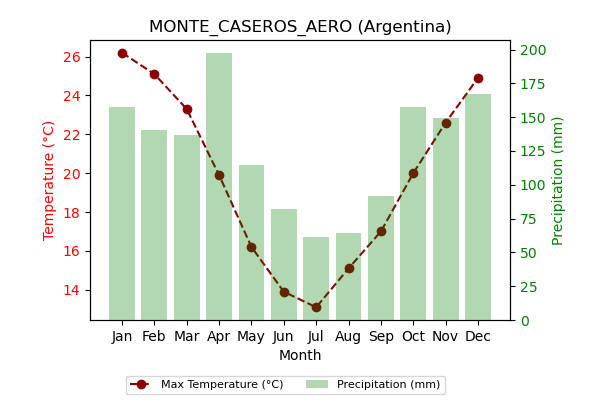 MONTE_CASEROS_AERO (Argentina)
26
24
22
20
18
16
14
Temperature (°C)
200
175
150
125
100
75
50
25
0
Precipitation (mm)
Jan Feb Mar Apr May Jun Jul Aug Sep Oct Nov Dec
Month
Max Temperature (°C) Precipitation (mm)